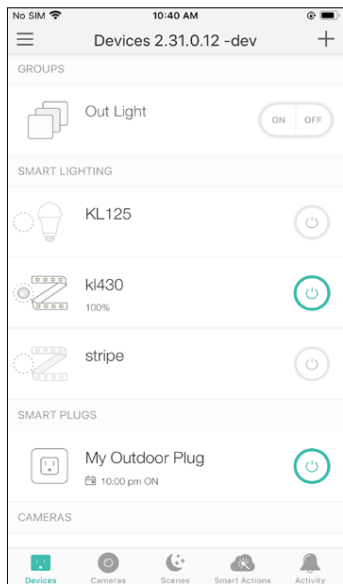 No SIM 10:40 AM
Devices 2.31.0.12 -dev
GROUPS
Out Light
ON OFF
SMART LIGHTING
KL125
kl430
100%
stripe
SMART PLUGS
My Outdoor Plug
10:00 pm ON
CAMERAS
Devices Cameras Scenes Smart Actions Activity